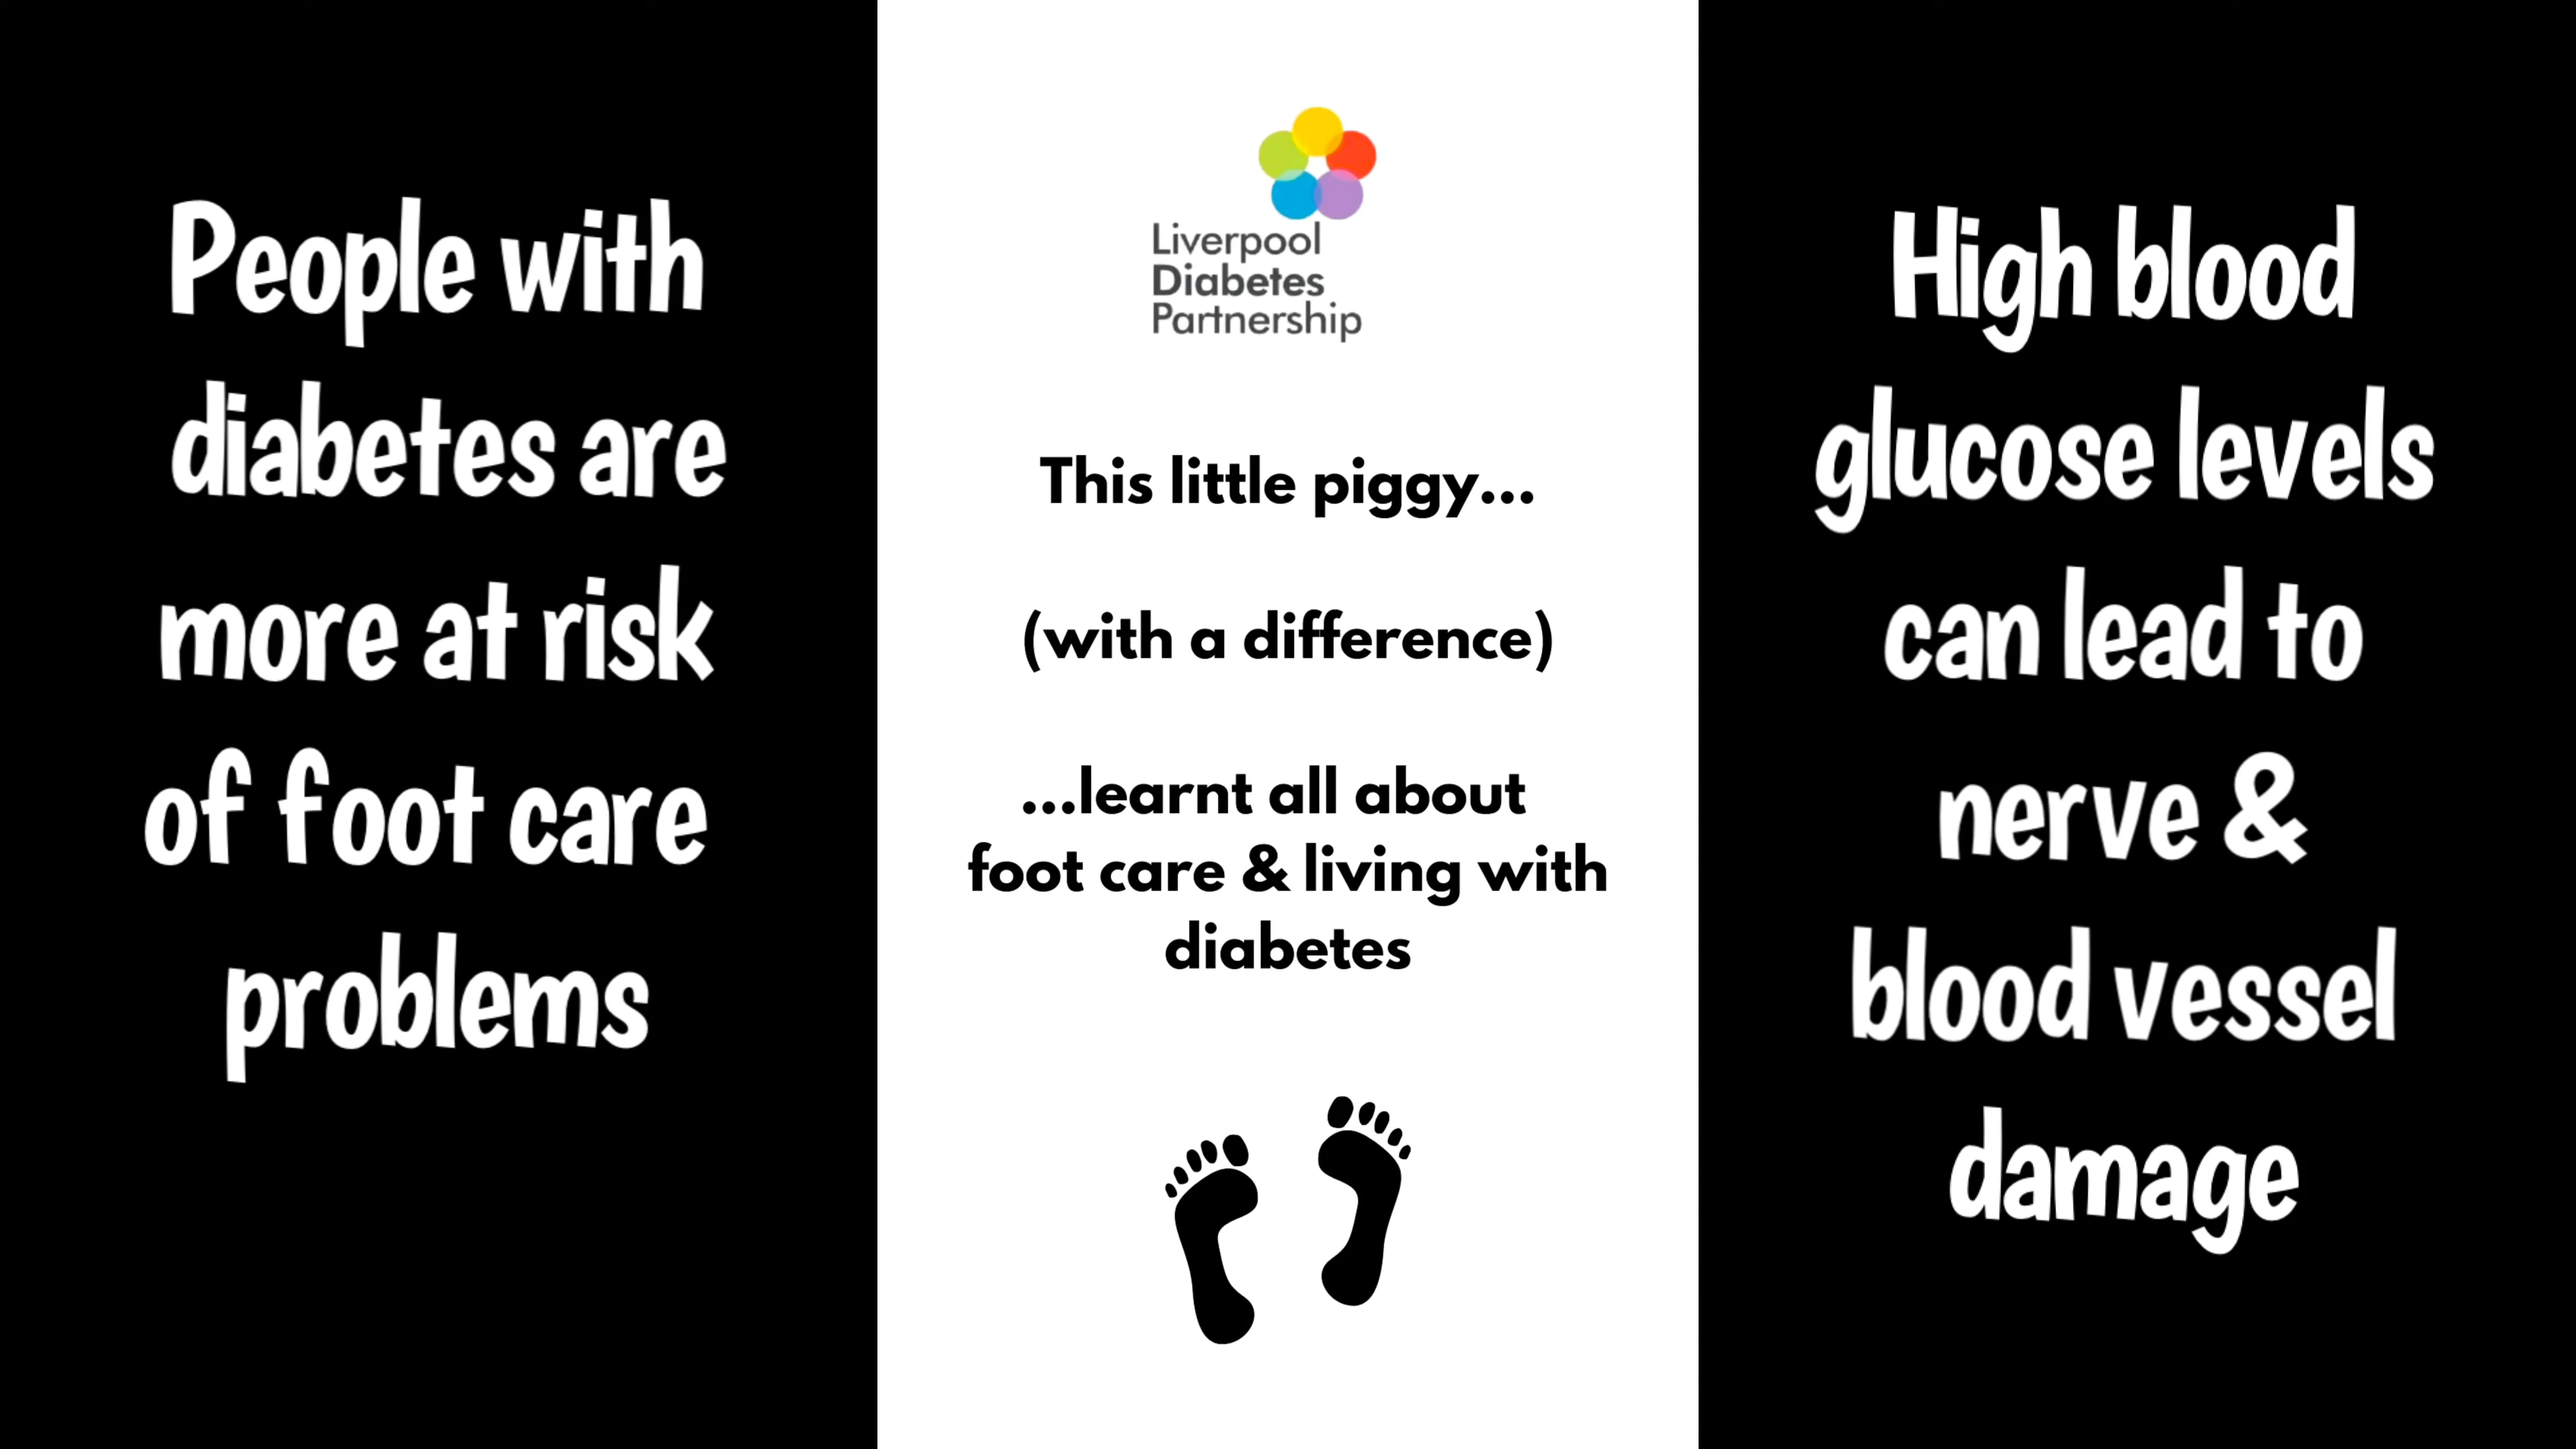 People with
diabetes are
more at risk
of foot care
problems
Liverpool
Diabetes
Partnership
This little piggy...
(with a difference)
...learnt all about
foot care & living with
diabetes
High blood
glucose levels
can lead to
nerve &
blood vessel
damage